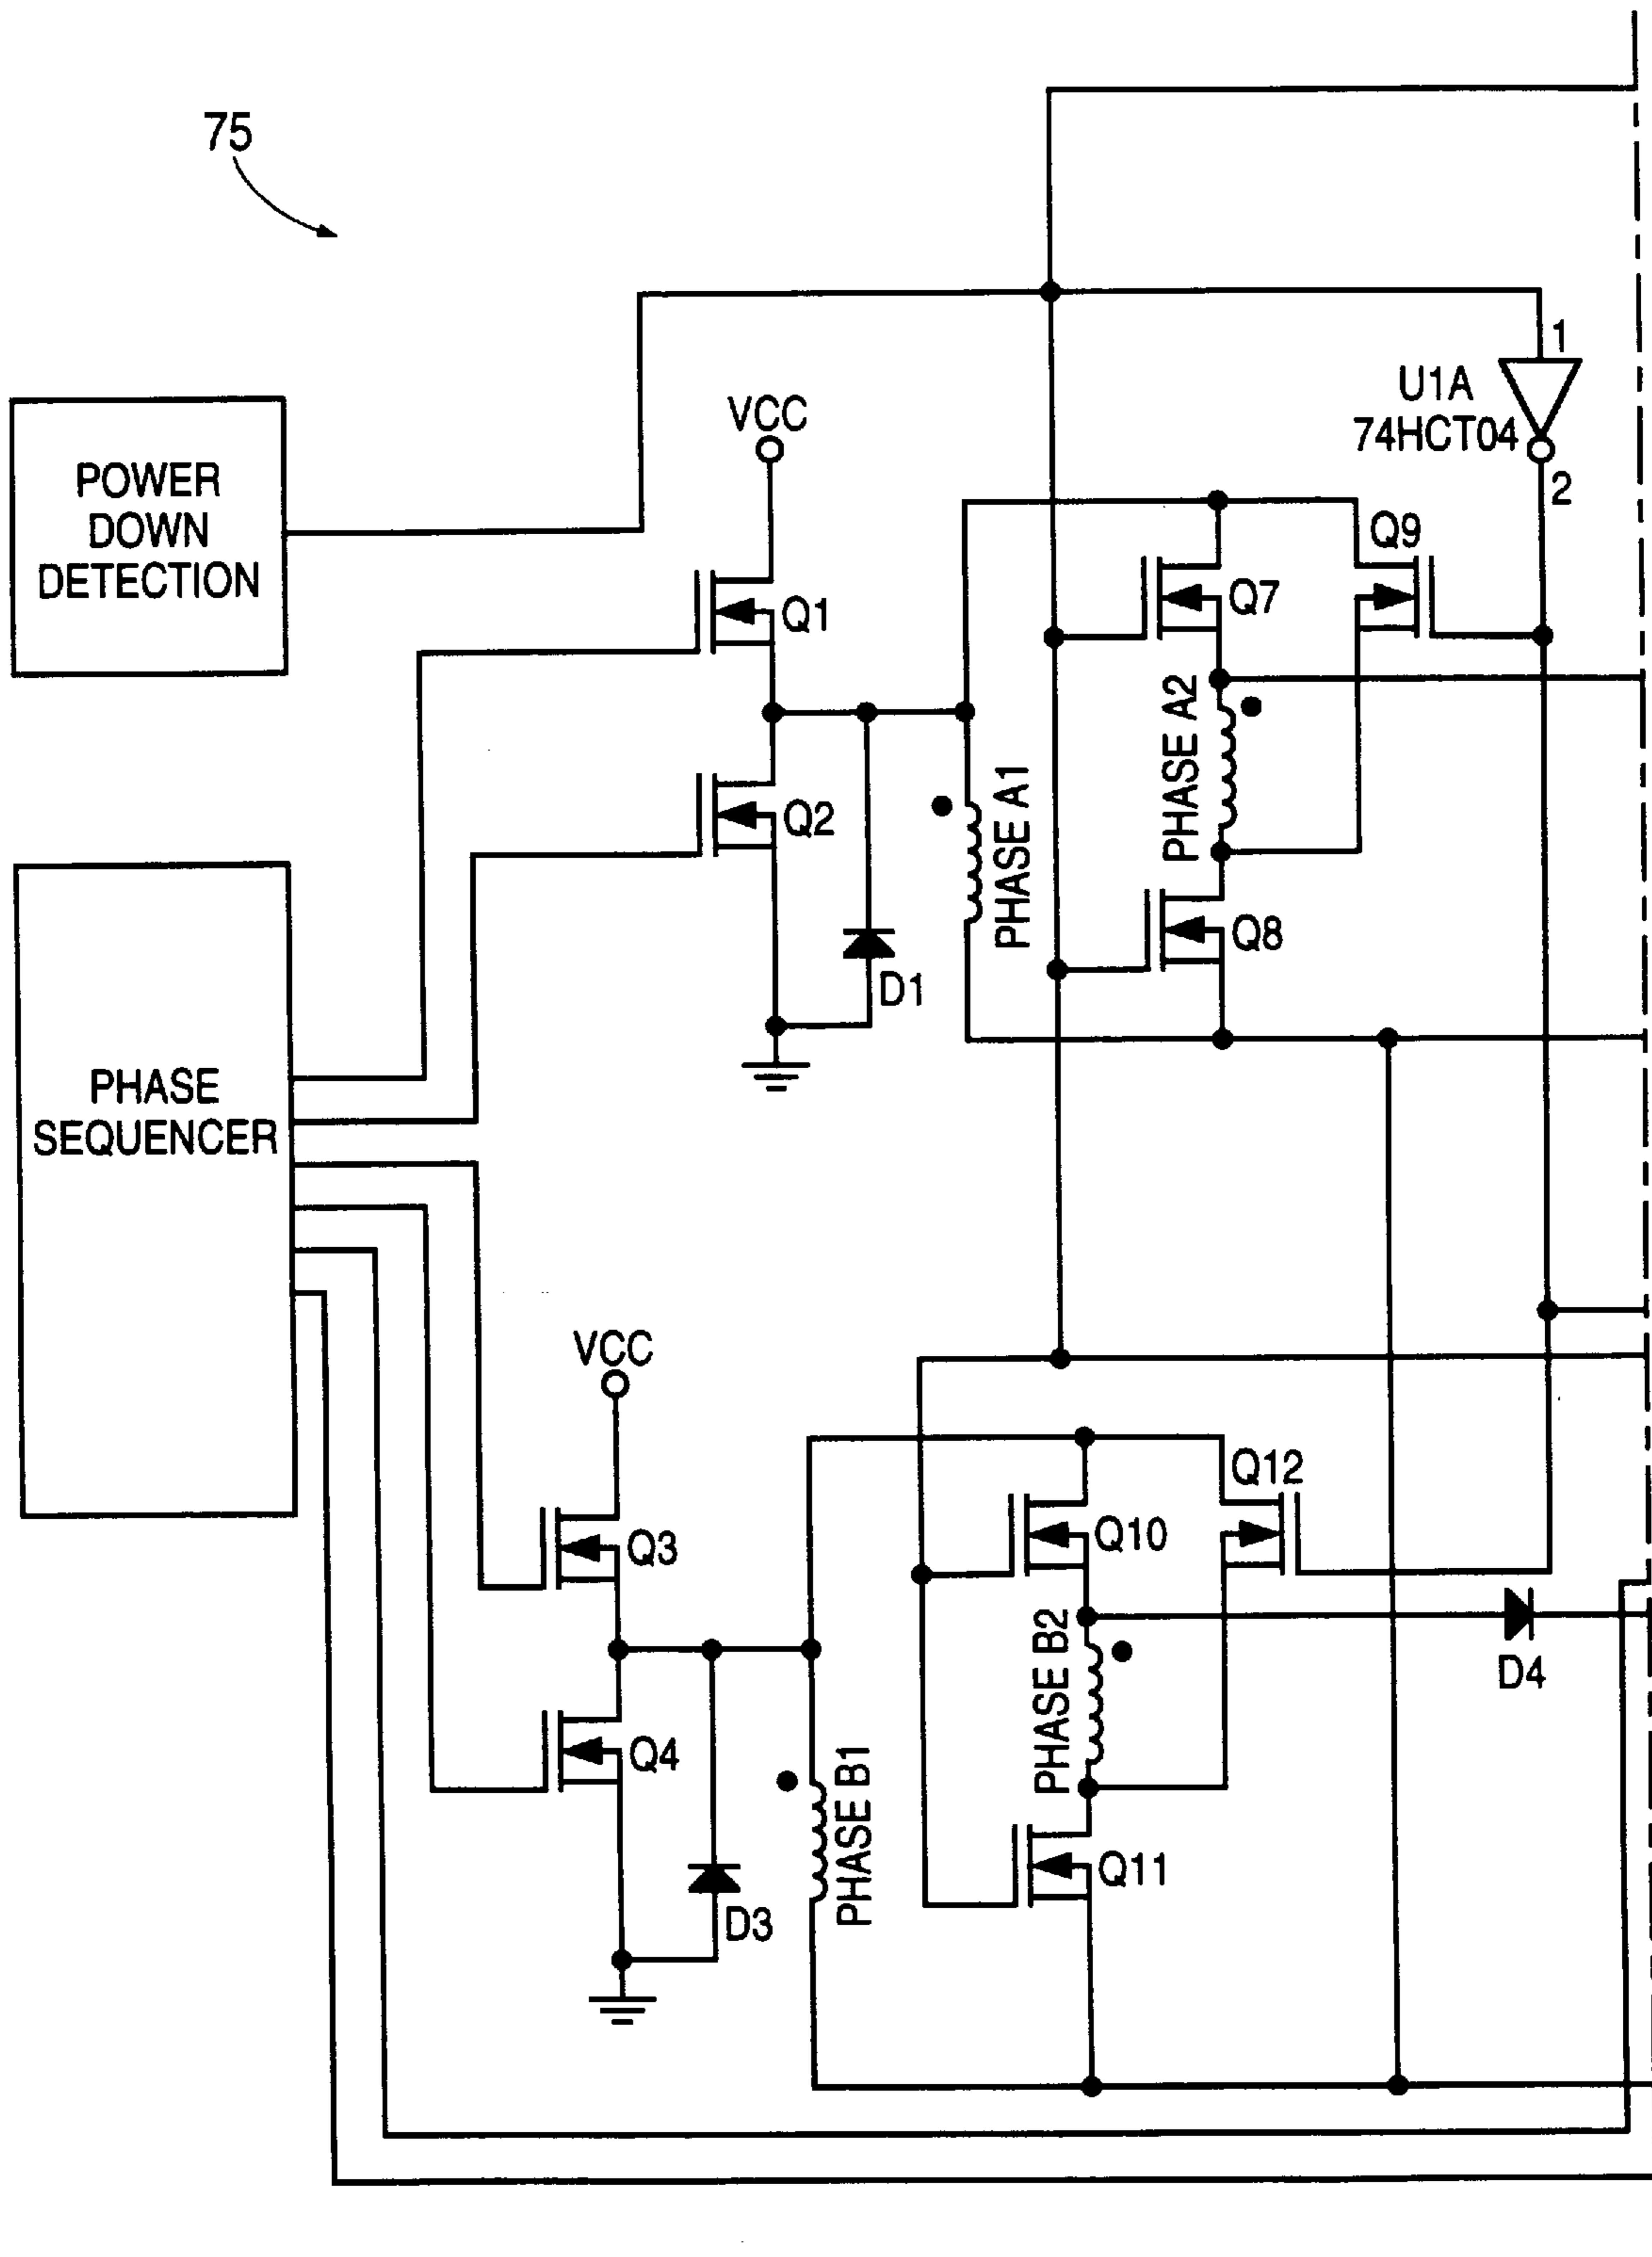 75
1
U1A
74HCT04
2
VCC
POWER
DOWN
DETECTION
Q9
Q7
Q1
PHASE A2
Q2
PHASE A1
Q8
D1
PHASE
SEQUENCER
VCC
Q12
Q10
Q3
PHASE B2
D4
Q4
PHASE B1
Q11
D3